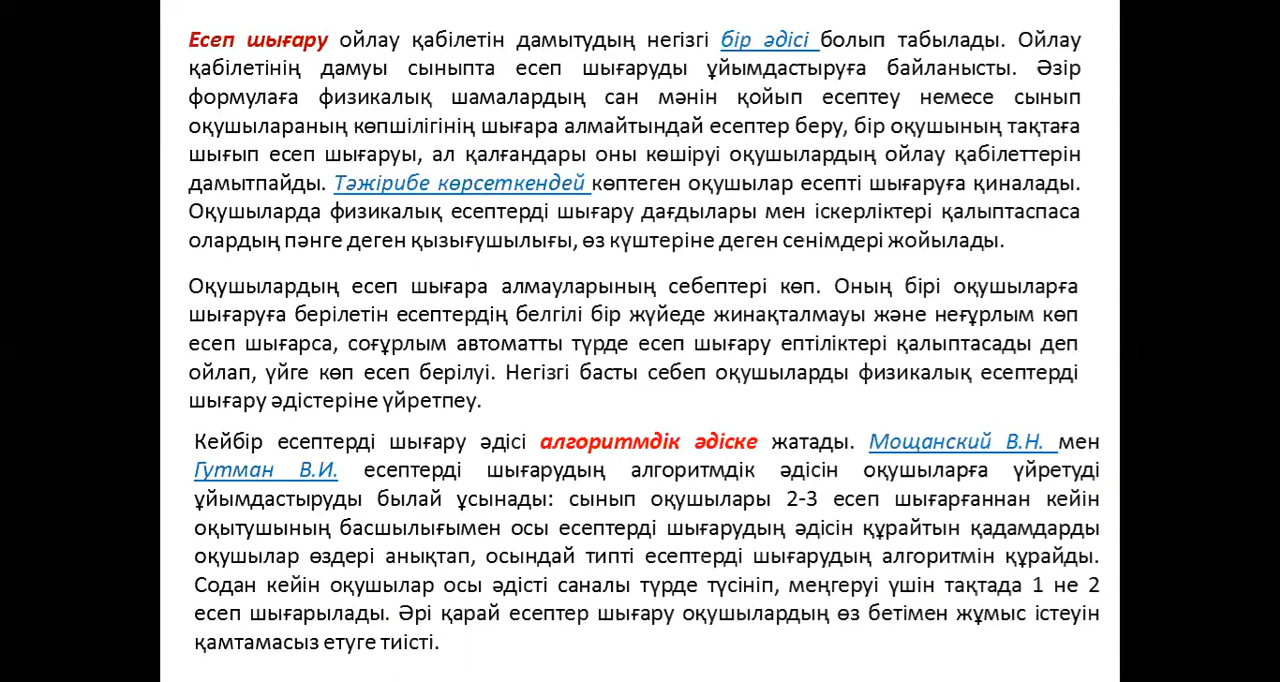 Есеп шығару ойлау қабілетін дамытудың негізгі бір әдісі болып табылады. Ойлау
қабілетінің дамуы сыныпта есеп шығаруды ұйымдастыруға байланысты. Әзір
формулаға физикалық шамалардың сан мәнін қойып есептеу немесе сынып
оқушылараның көпшілігінің шығара алмайтындай есептер беру, бір оқушының тақтаға
шығып есеп шығаруы, ал қалғандары оны көшіруі оқушылардың ойлау қабілеттерін
дамытпайды. Тәжірибе көрсеткендей көптеген оқушылар есепті шығаруға қиналады.
Оқушыларда физикалық есептерді шығару дағдылары мен іскерліктері қалыптаспаса
олардың пәнге деген қызығушылығы, өз күштеріне деген сенімдері жойылады.
Оқушылардың есеп шығара алмауларының себептері көп. Оның бірі оқушыларға
шығаруға берілетін есептердің белгілі бір жүйеде жинақталмауы және неғұрлым көп
есеп шығарса, соғұрлым автоматты түрде есеп шығару ептіліктері қалыптасады деп
ойлап, үйге көп есеп берілуі. Негізгі басты себеп оқушыларды физикалық есептерді
шығару әдістеріне үйретпеу.
Кейбір есептерді шығару әдісі алгоритмдік әдіске жатады. Мощанский В.Н. мен
Гутман В.И. есептерді шығарудың алгоритмдік әдісін оқушыларға үйретуді
ұйымдастыруды былай ұсынады: сынып оқушылары 2-3 есеп шығарғаннан кейін
оқытушының басшылығымен осы есептерді шығарудың әдісін құрайтын қадамдарды
оқушылар өздері анықтап, осындай типті есептерді шығарудың алгоритмін құрайды.
Содан кейін оқушылар осы әдісті саналы түрде түсініп, меңгеруі үшін тақтада 1 не 2
есеп шығарылады. Әрі қарай есептер шығару оқушылардың өз бетімен жұмыс істеуін
қамтамасыз етуге тиісті.